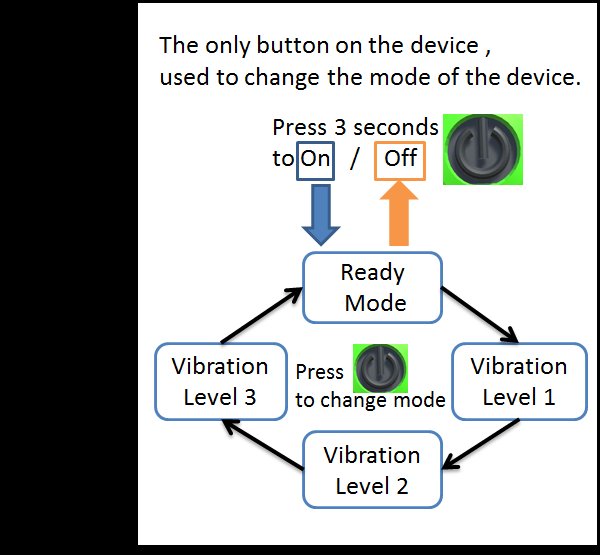 The only button on the device ,
used to change the mode of the device.
Press 3 seconds
to On / Off
Ready
Mode
Vibration
Level 3
Press
to change mode
Vibration
Level 1
Vibration
Level 2